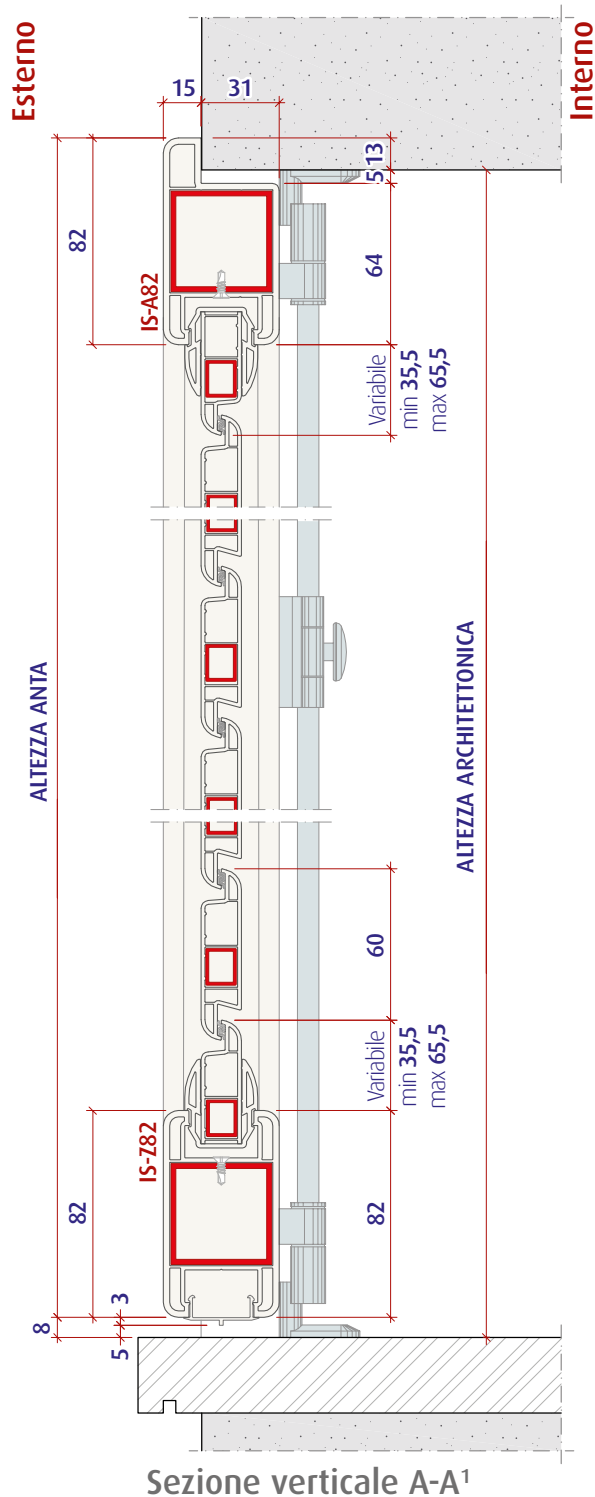 Esterno
Interno
15
31
13
5
82
64
IS-A82
Variabile
min 35,5
max 65,5
ALTEZZA ANTA
ALTEZZA ARCHITETTONICA
60
Variabile
min 35,5
max 65,5
IS-Z82
82
82
3
8
5
Sezione verticale A-A¹